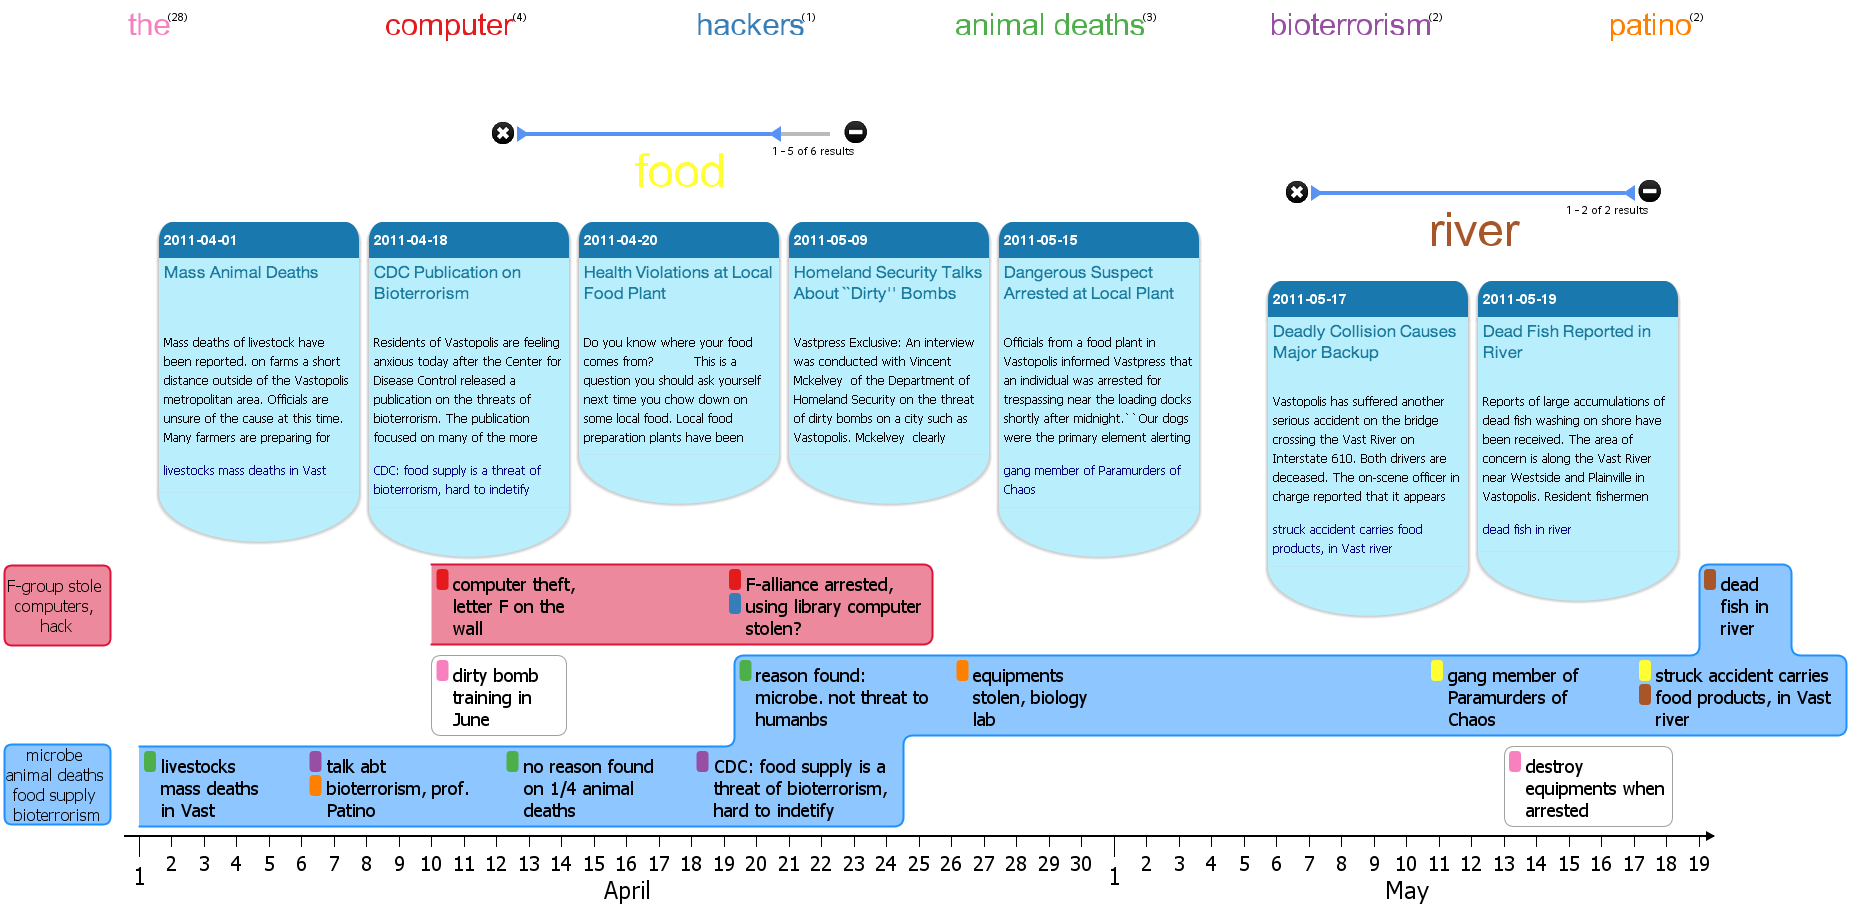 the(28)
computer(4)
hackers(1)
animal deaths(3)
bioterrorism(2)
patino(2)
1 - 5 of 6 results
food
1 - 2 of 2 results
river
2011-04-01
Mass Animal Deaths
Mass deaths of livestock have
been reported. on farms a short
distance outside of the Vastopolis
metropolitan area. Officials are
unsure of the cause at this time.
Many farmers are preparing for
livestocks mass deaths in Vast
2011-04-18
CDC Publication on
Bioterrorism
Residents of Vastopolis are feeling
anxious today after the Center for
Disease Control released a
publication on the threats of
bioterrorism. The publication
focused on many of the more
CDC: food supply is a threat of
bioterrorism, hard to indetify
2011-04-20
Health Violations at Local
Food Plant
Do you know where your food
comes from? This is a
question you should ask yourself
next time you chow down on
some local food. Local food
preparation plants have been
2011-05-09
Homeland Security Talks
About ``Dirty'' Bombs
Vastpress Exclusive: An interview
was conducted with Vincent
Mckelvey of the Department of
Homeland Security on the threat
of dirty bombs on a city such as
Vastopolis. Mckelvey clearly
2011-05-15
Dangerous Suspect
Arrested at Local Plant
Officials from a food plant in
Vastopolis informed Vastpress that
an individual was arrested for
trespassing near the loading docks
shortly after midnight.``Our dogs
were the primary element alerting
gang member of Paramurders of
Chaos
2011-05-17
Deadly Collision Causes
Major Backup
Vastopolis has suffered another
serious accident on the bridge
crossing the Vast River on
Interstate 610. Both drivers are
deceased. The on-scene officer in
charge reported that it appears
struck accident carries food
products, in Vast river
2011-05-19
Dead Fish Reported in
River
Reports of large accumulations of
dead fish washing on shore have
been received. The area of
concern is along the Vast River
near Westside and Plainville in
Vastopolis. Resident fishermen
dead fish in river
F-group stole
computers,
hack
computer theft,
letter F on the
wall
F-alliance arrested,
using library computer
stolen?
dead
fish in
river
dirty bomb
training in
June
reason found:
microbe. not threat to
humanbs
equipments
stolen, biology
lab
gang member of
Paramurders of
Chaos
struck accident carries
food products, in Vast
river
microbe
animal deaths
food supply
bioterrorism
livestocks
mass deaths
in Vast
talk abt
bioterrorism, prof.
Patino
no reason found
on 1/4 animal
deaths
CDC: food supply is a
threat of bioterrorism,
hard to indetify
destroy
equipments when
arrested
1 2 3 4 5 6 7 8 9 10 11 12 13 14 15 16 17 18 19 20 21 22 23 24 25 26 27 28 29 30 1 2 3 4 5 6 7 8 9 10 11 12 13 14 15 16 17 18 19
April May